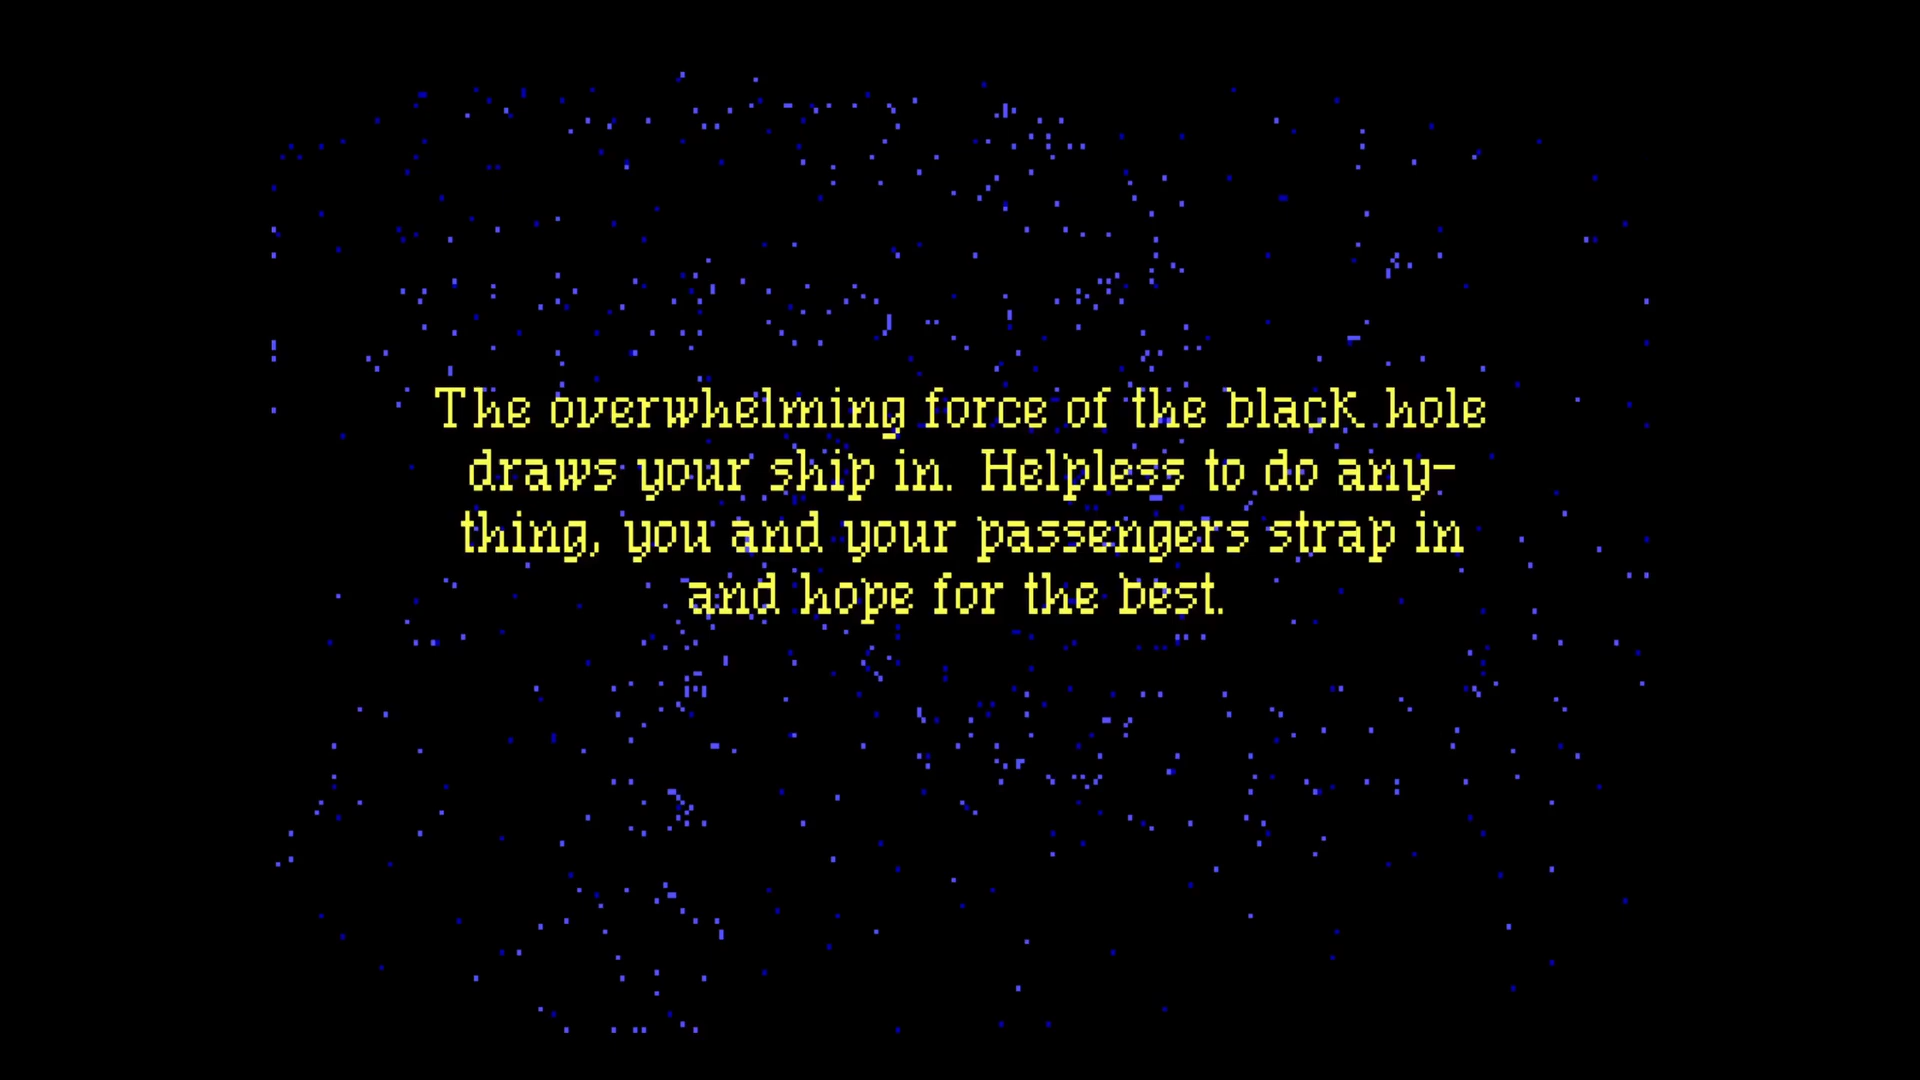 The overwhelming force of the black hole
draws your ship in. Helpless to do any-
thing, you and your passengers strap in
and hope for the best.